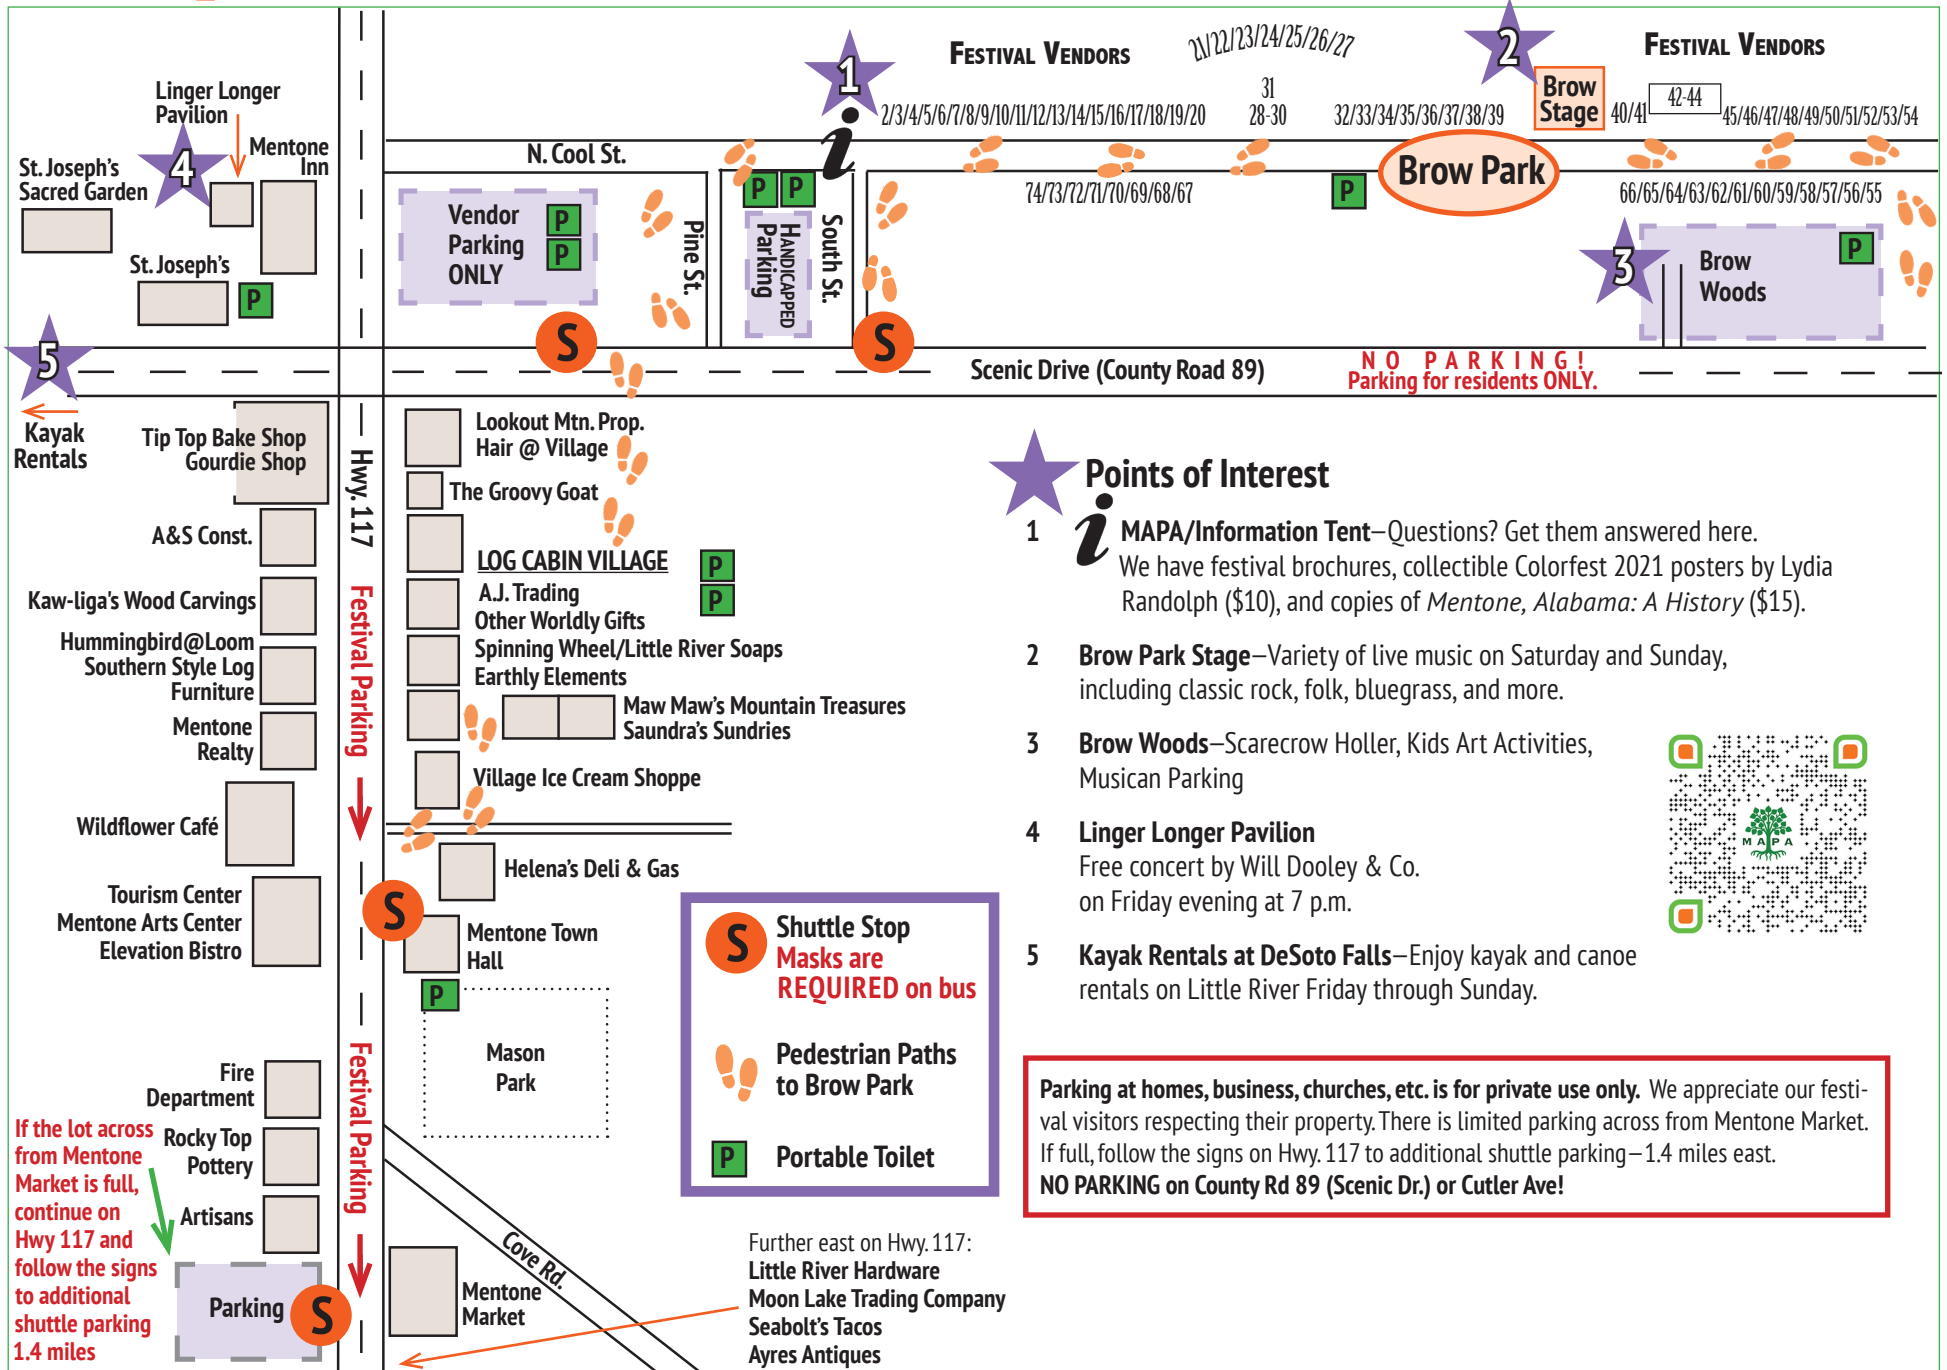 1
FESTIVAL VENDORS
21/22/23/24/25/26/27
2
FESTIVAL VENDORS
Brow
Stage
31
2/3/4/5/6/7/8/9/10/11/12/13/14/15/16/17/18/19/20
28-30
32/33/34/35/36/37/38/39
40/41
42-44
45/46/47/48/49/50/51/52/53/54
i
N. Cool St.
Brow Park
74/73/72/71/70/69/68/67
P
66/65/64/63/62/61/60/59/58/57/56/55
Linger Longer
Pavilion
4
Mentone
Inn
St. Joseph's
Sacred Garden
St. Joseph's
P
Vendor
Parking
ONLY
P
P
Pine St.
P
P
HANDICAPPED
Parking
South St.
3
Brow
Woods
P
S
S
5
Scenic Drive (County Road 89)
NO PARKING!
Parking for residents ONLY.
Kayak
Rentals
Tip Top Bake Shop
Gourdie Shop
A&S Const.
Kaw-liga's Wood Carvings
Hummingbird@Loom
Southern Style Log
Furniture
Mentone
Realty
Wildflower Café
Tourism Center
Mentone Arts Center
Elevation Bistro
Fire
Department
Rocky Top
Pottery
Artisans
If the lot across
from Mentone
Market is full,
continue on
Hwy 117 and
follow the signs
to additional
shuttle parking
1.4 miles
Parking
S
Hwy. 117
Festival Parking
Festival Parking
Lookout Mtn. Prop.
Hair @ Village
The Groovy Goat
LOG CABIN VILLAGE
P
P
A.J. Trading
Other Worldly Gifts
Spinning Wheel/Little River Soaps
Earthly Elements
Maw Maw's Mountain Treasures
Saundra's Sundries
Village Ice Cream Shoppe
Helena's Deli & Gas
S
Mentone Town
Hall
P
Mason
Park
Cove Rd.
Mentone
Market
Further east on Hwy. 117:
Little River Hardware
Moon Lake Trading Company
Seabolt's Tacos
Ayres Antiques
S
Shuttle Stop
Masks are
REQUIRED on bus
Pedestrian Paths
to Brow Park
P
Portable Toilet
Points of Interest
1 i MAPA/Information Tent—Questions? Get them answered here.
We have festival brochures, collectible Colorfest 2021 posters by Lydia
Randolph ($10), and copies of Mentone, Alabama: A History ($15).
2 Brow Park Stage—Variety of live music on Saturday and Sunday,
including classic rock, folk, bluegrass, and more.
3 Brow Woods—Scarecrow Holler, Kids Art Activities,
Musican Parking
4 Linger Longer Pavilion
Free concert by Will Dooley & Co.
on Friday evening at 7 p.m.
5 Kayak Rentals at DeSoto Falls—Enjoy kayak and canoe
rentals on Little River Friday through Sunday.
MAPA
Parking at homes, business, churches, etc. is for private use only. We appreciate our festi-
val visitors respecting their property. There is limited parking across from Mentone Market.
If full, follow the signs on Hwy. 117 to additional shuttle parking—1.4 miles east.
NO PARKING on County Rd 89 (Scenic Dr.) or Cutler Ave!